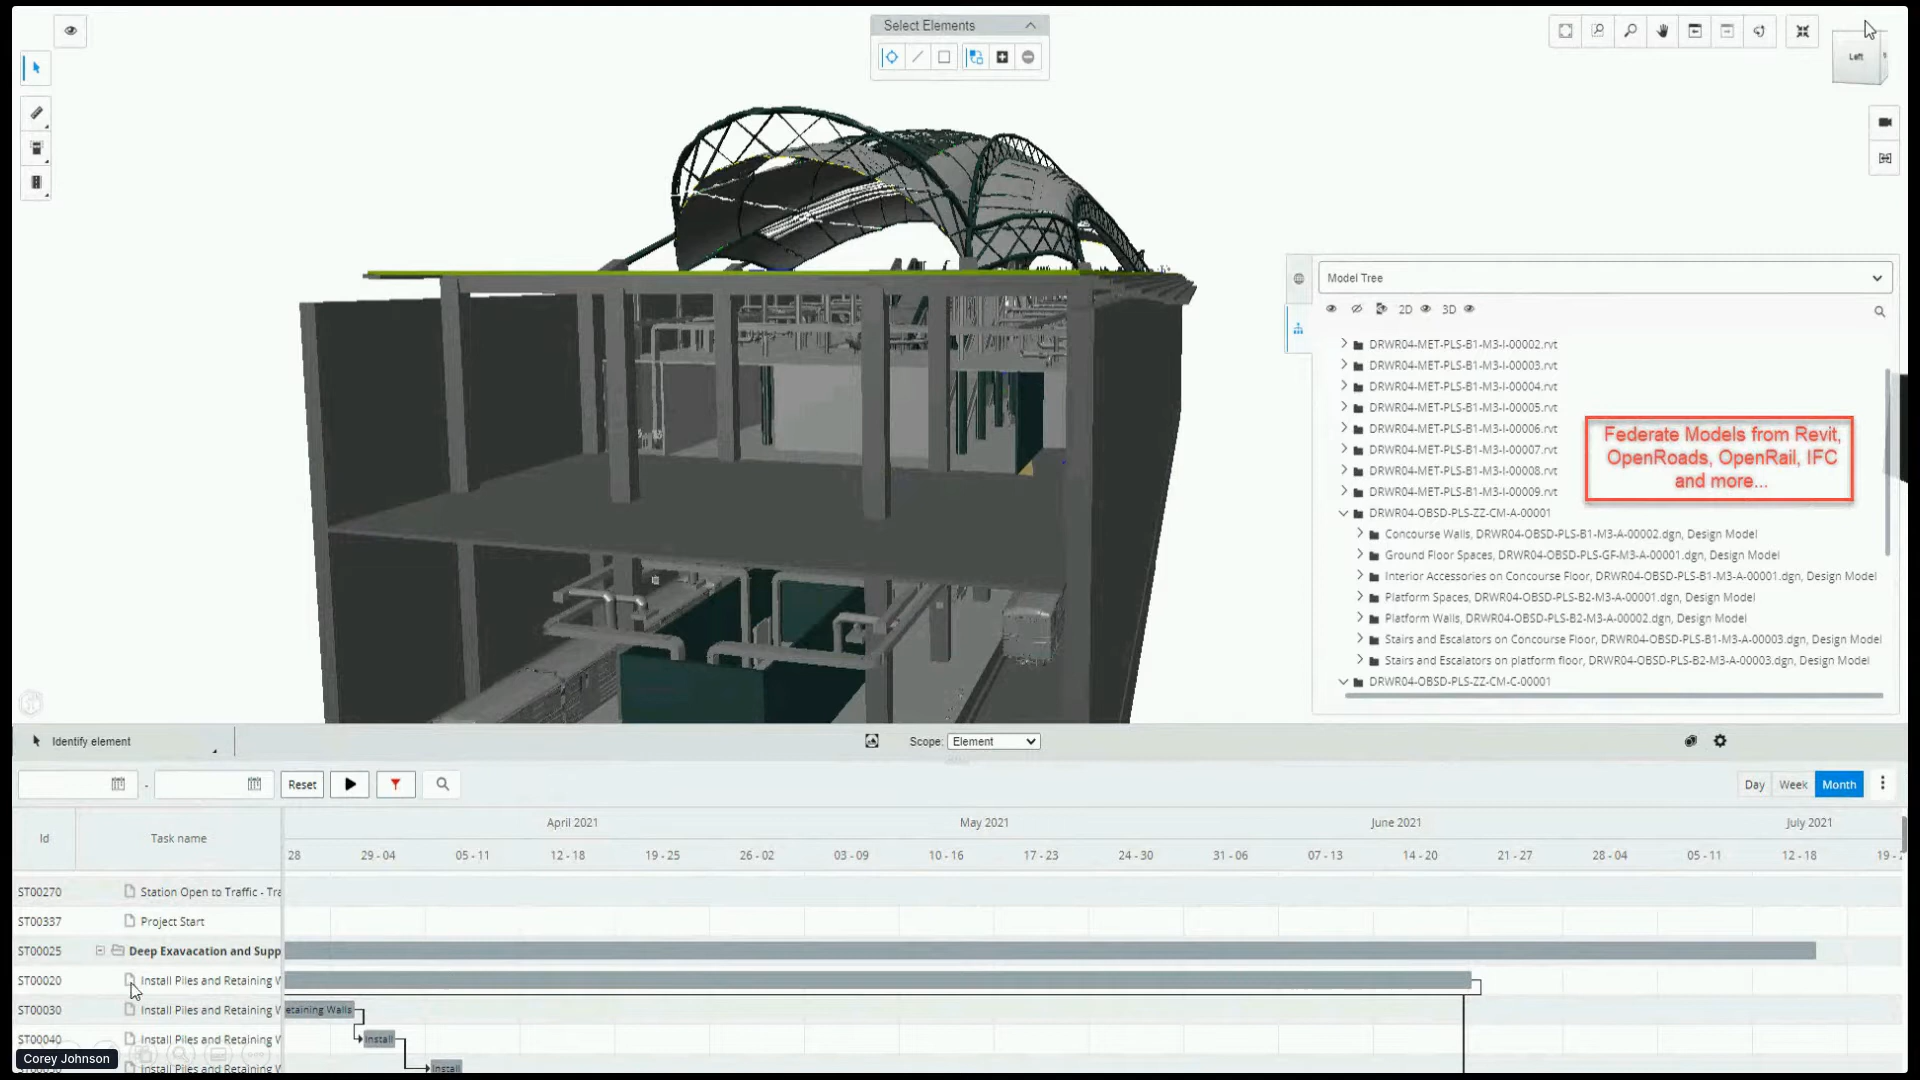 Select Elements
Left
Model Tree
2D
3D
DRWR04-MET-PLS-B1-M3-I-00002.rvt
DRWR04-MET-PLS-B1-M3-I-00003.rvt
DRWR04-MET-PLS-B1-M3-I-00004.rvt
DRWR04-MET-PLS-B1-M3-I-00005.rvt
DRWR04-MET-PLS-B1-M3-I-00006.rvt
DRWR04-MET-PLS-B1-M3-I-00007.rvt
DRWR04-MET-PLS-B1-M3-I-00008.rvt
DRWR04-MET-PLS-B1-M3-I-00009.rvt
DRWR04-OBSD-PLS-ZZ-CM-A-00001
Concourse Walls, DRWR04-OBSD-PLS-B1-M3-A-00002.dgn, Design Model
Ground Floor Spaces, DRWR04-OBSD-PLS-GF-M3-A-00001.dgn, Design Model
Interior Accessories on Concourse Floor, DRWR04-OBSD-PLS-B1-M3-A-00001.dgn, Design Model
Platform Spaces, DRWR04-OBSD-PLS-B2-M3-A-00001.dgn, Design Model
Platform Walls, DRWR04-OBSD-PLS-B2-M3-A-00002.dgn, Design Model
Stairs and Escalators on Concourse Floor, DRWR04-OBSD-PLS-B1-M3-A-00003.dgn, Design Model
Stairs and Escalators on platform floor, DRWR04-OBSD-PLS-B2-M3-A-00003.dgn, Design Model
DRWR04-OBSD-PLS-ZZ-CM-C-00001
Federate Models from Revit,
OpenRoads, OpenRail, IFC
and more...
Identify element
Scope: Element
- Reset
Day Week Month
Id Task name
April 2021 May 2021 June 2021 July 2021
28 29 - 04 05 - 11 12 - 18 19 - 25 26 - 02 03 - 09 10 - 16 17 - 23 24 - 30 31 - 06 07 - 13 14 - 20 21 - 27 28 - 04 05 - 11 12 - 18 19 -
ST00270 Station Open to Traffic - Tra
ST00337 Project Start
ST00025 Deep Exavacation and Supp
ST00020 Install Piles and Retaining W
ST00030 Install Piles and Retaining W etaining Walls
ST00040 Install Piles and Retaining W Install
Install Piles and Retaining W Install
Corey Johnson